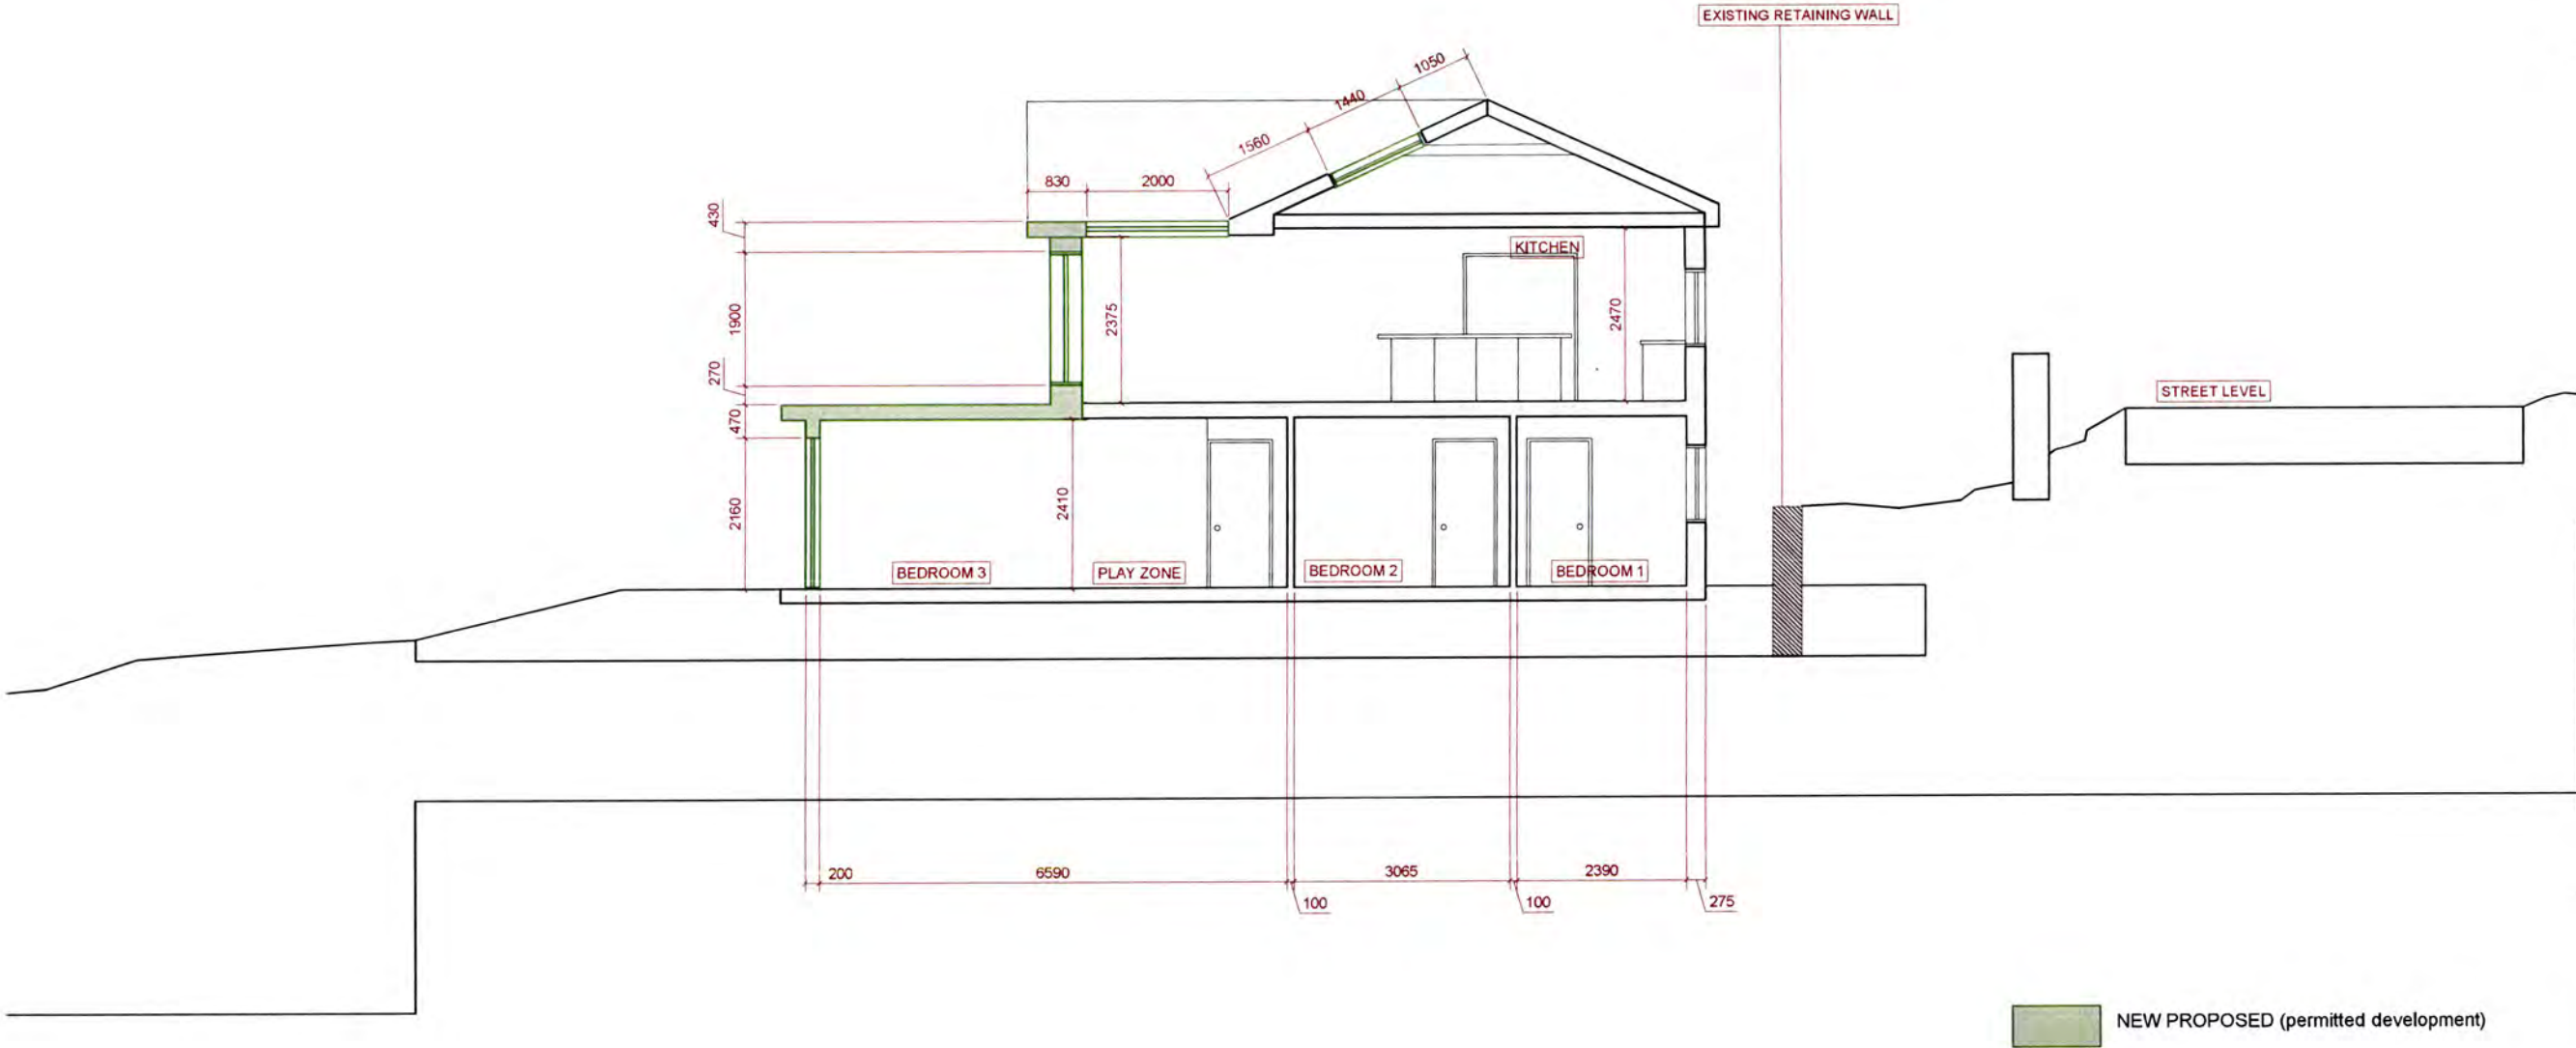 EXISTING RETAINING WALL
1050
1440
1560
830
2000
430
KITCHEN
1900
2375
2470
270
STREET LEVEL
470
2160
2410
BEDROOM 3
PLAY ZONE
BEDROOM 2
BEDROOM 1
200
6590
3065
2390
100
100
275
NEW PROPOSED (permitted development)